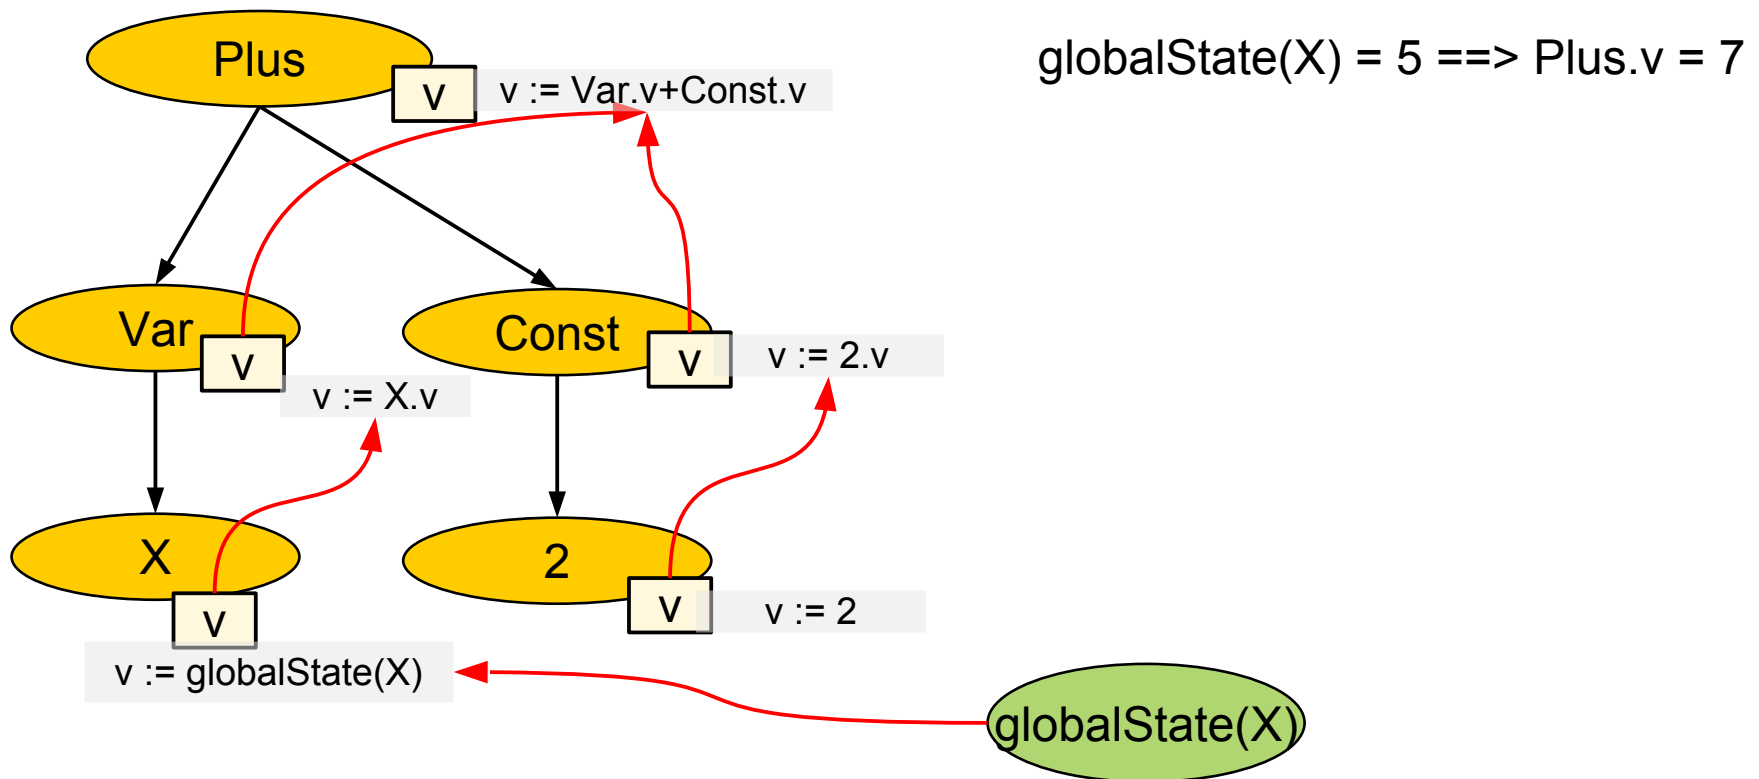 Plus
globalState(X) = 5 ==> Plus.v = 7
v
v := Var.v+Const.v
Var
Const
v
v
v := 2.v
v := X.v
X
2
v
v
v := 2
v := globalState(X)
globalState(X)